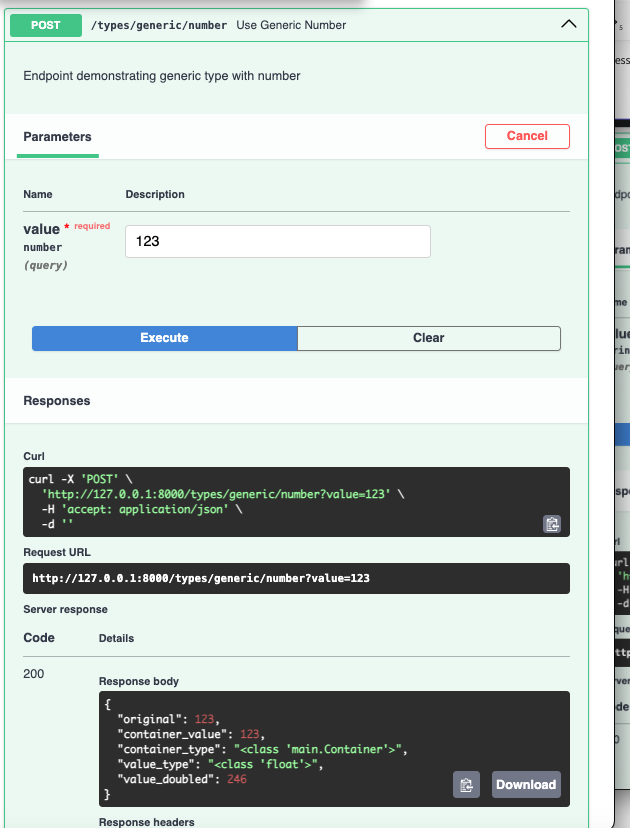 POST /types/generic/number Use Generic Number
Endpoint demonstrating generic type with number
Parameters
Cancel
Name Description
value * required
number
(query)
123
Execute Clear
Responses
Curl
curl -X 'POST' \
'http://127.0.0.1:8000/types/generic/number?value=123' \
-H 'accept: application/json' \
-d ''
Request URL
http://127.0.0.1:8000/types/generic/number?value=123
Server response
Code Details
200
Response body
{
"original": 123,
"container_value": 123,
"container_type": "<class 'main.Container'>",
"value_type": "<class 'float'>",
"value_doubled": 246
}
Download
Response headers